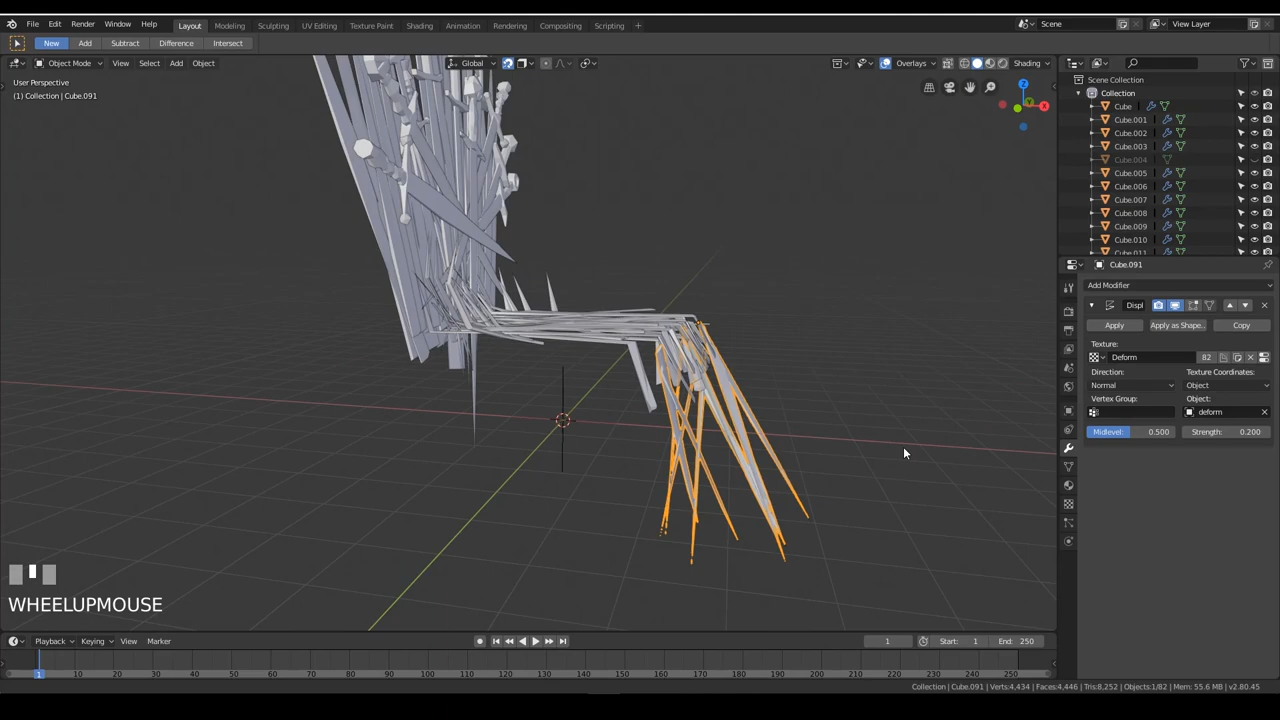 File Edit Render Window Help Layout Modeling Sculpting UV Editing Texture Paint Shading Animation Rendering Compositing Scripting + Scene View Layer
New Add Subtract Difference Intersect
Object Mode View Select Add Object Global Overlays Shading
User Perspective
(1) Collection | Cube.091
Z
X
Y
Scene Collection
Collection
Cube
Cube.001
Cube.002
Cube.003
Cube.004
Cube.005
Cube.006
Cube.007
Cube.008
Cube.009
Cube.010
Cube.011
Cube.091
Add Modifier
Displ
Apply Apply as Shape.. Copy
Texture:
Deform 82
Direction: Texture Coordinates:
Normal Object
Vertex Group: Object:
deform
Midlevel: 0.500 Strength: 0.200
WHEELUPMOUSE
Playback Keying View Marker 1 Start: 1 End: 250
1 10 20 30 40 50 60 70 80 90 100 110 120 130 140 150 160 170 180 190 200 210 220 230 240 250
Collection | Cube.091 | Verts:4,434 | Faces:4,446 | Tris:8,252 | Objects:1/82 | Mem: 55.6 MB | v2.80.45